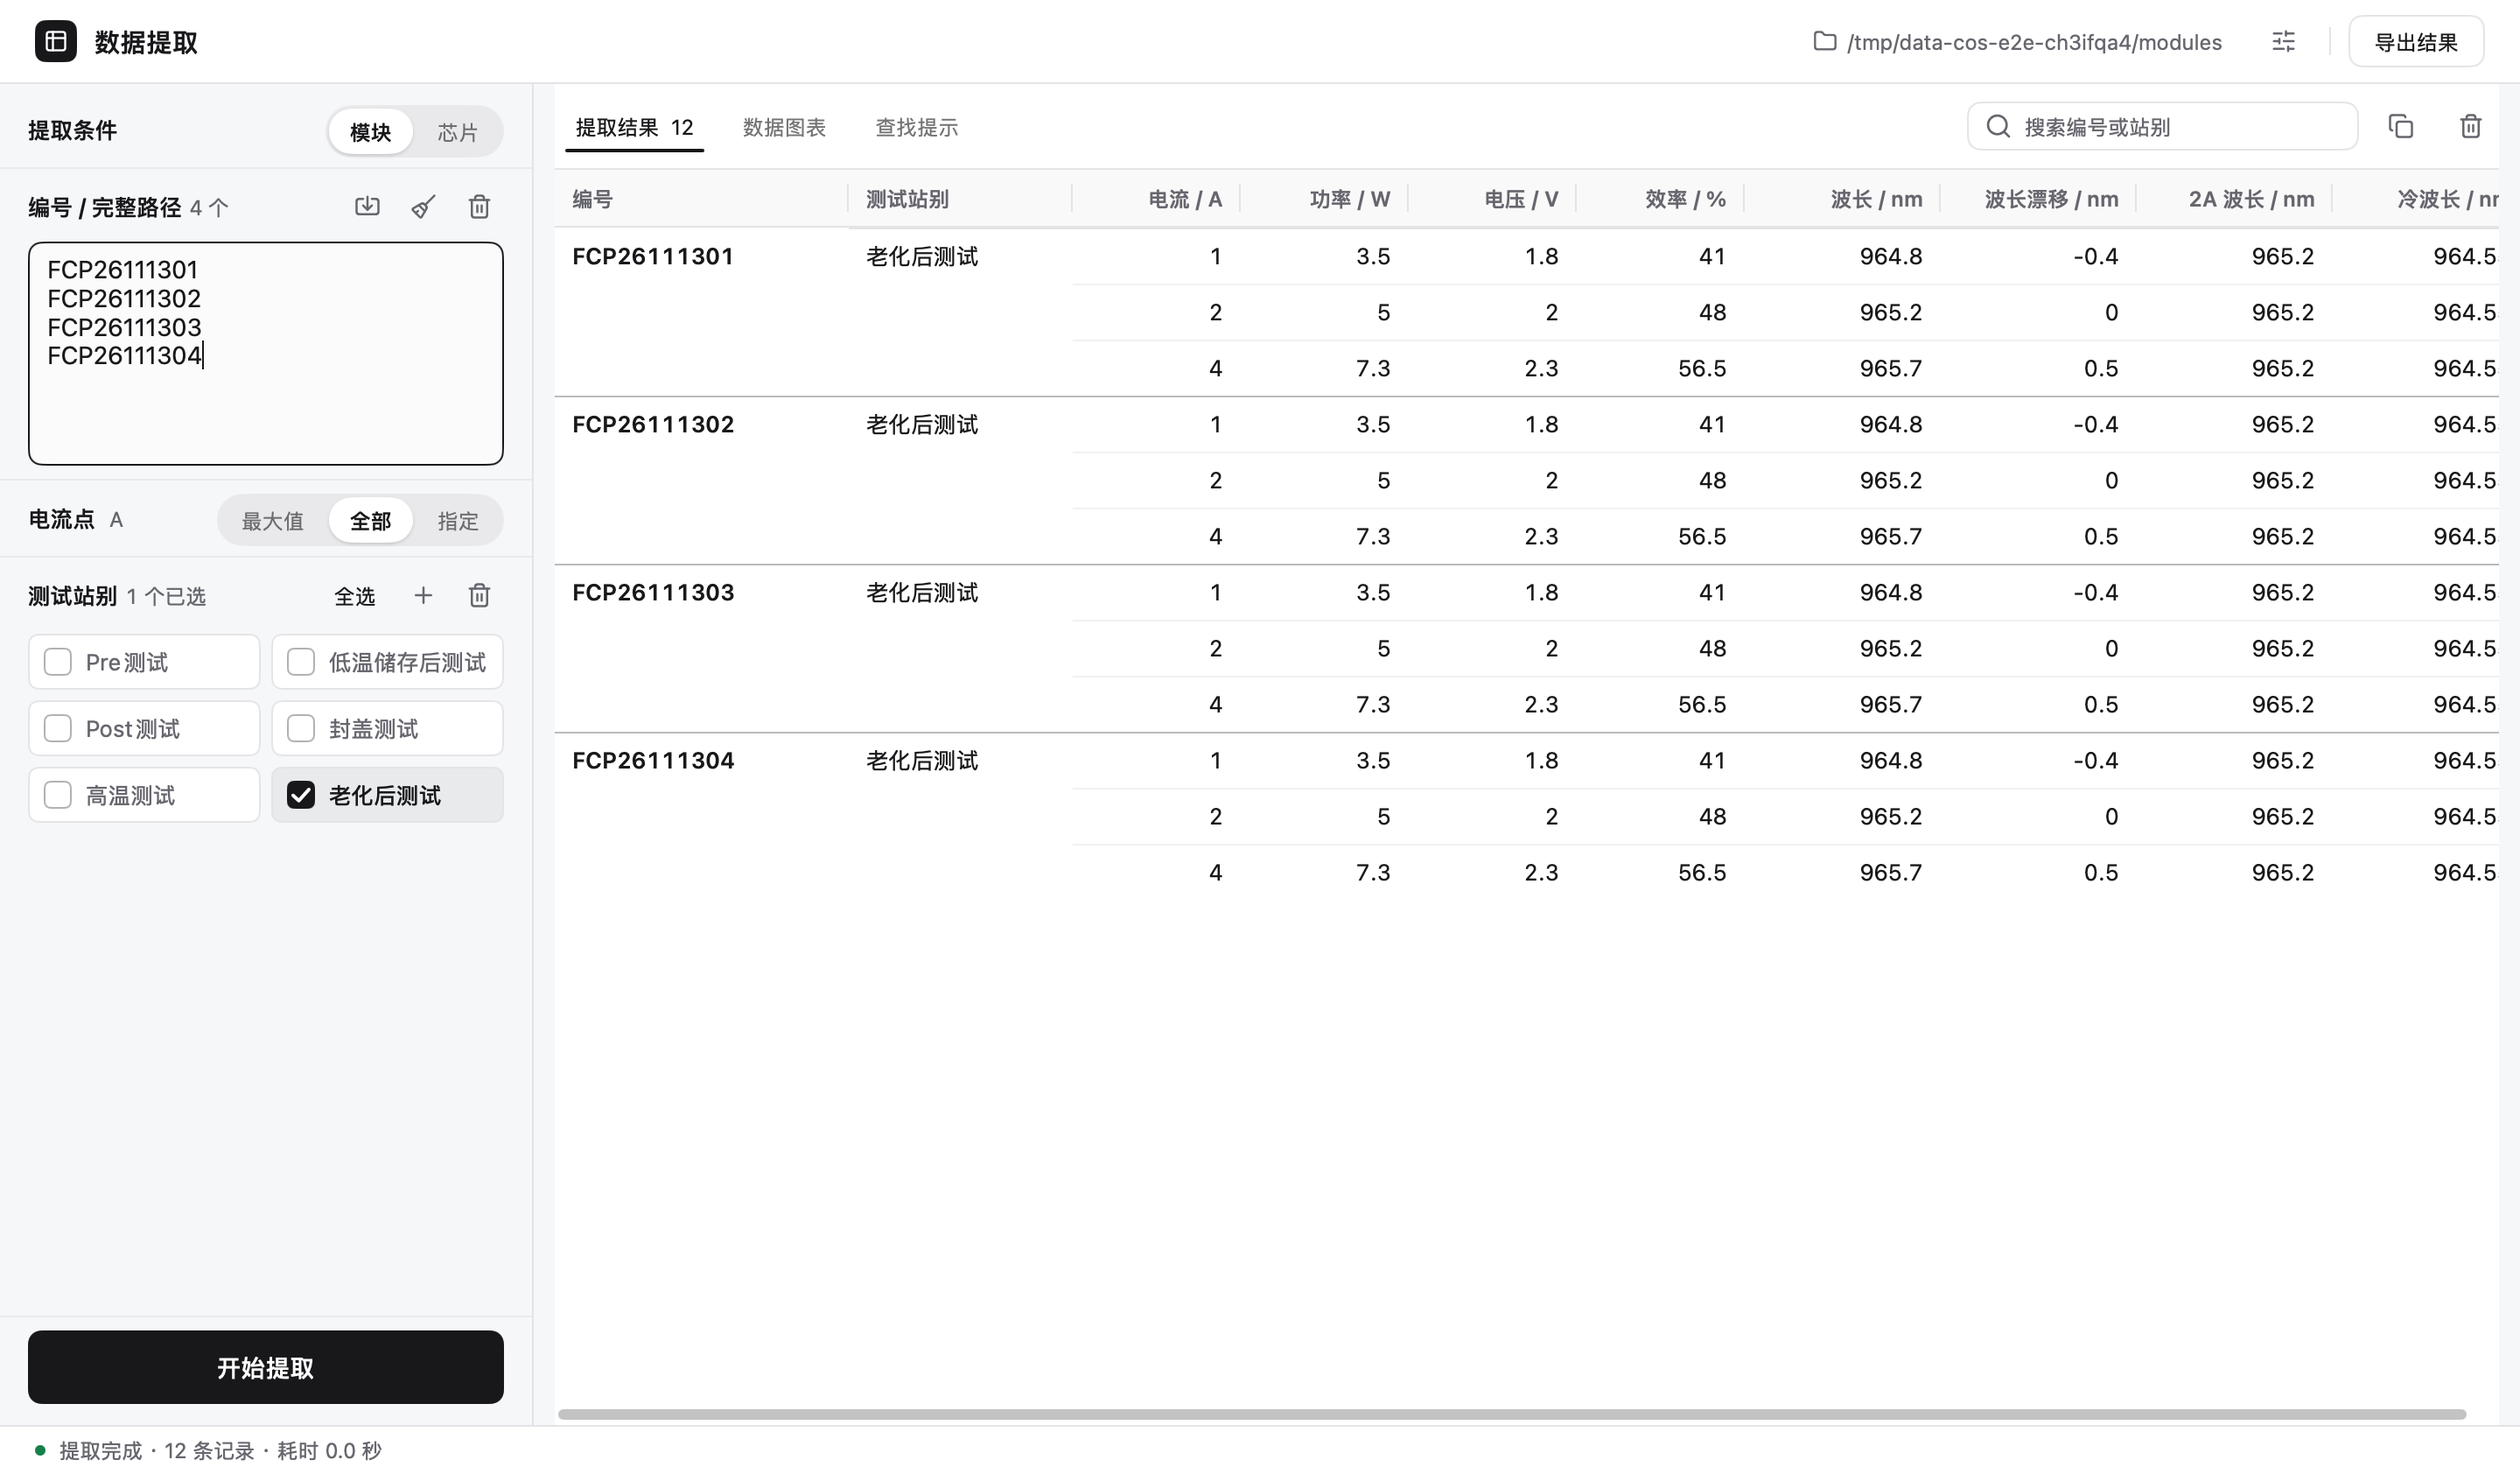 数据提取
/tmp/data-cos-e2e-ch3ifqa4/modules
导出结果
提取条件
模块 芯片
编号 / 完整路径 4 个
FCP26111301
FCP26111302
FCP26111303
FCP26111304
电流点 A
最大值 全部 指定
测试站别 1 个已选 全选
Pre测试 低温储存后测试
Post测试 封盖测试
高温测试 老化后测试
开始提取
提取结果 12 数据图表 查找提示
搜索编号或站别
编号 测试站别 电流 / A 功率 / W 电压 / V 效率 / % 波长 / nm 波长漂移 / nm 2A 波长 / nm 冷波长 /
FCP26111301 老化后测试 1 3.5 1.8 41 964.8 -0.4 965.2 964.5
2 5 2 48 965.2 0 965.2 964.5
4 7.3 2.3 56.5 965.7 0.5 965.2 964.5
FCP26111302 老化后测试 1 3.5 1.8 41 964.8 -0.4 965.2 964.5
2 5 2 48 965.2 0 965.2 964.5
4 7.3 2.3 56.5 965.7 0.5 965.2 964.5
FCP26111303 老化后测试 1 3.5 1.8 41 964.8 -0.4 965.2 964.5
2 5 2 48 965.2 0 965.2 964.5
4 7.3 2.3 56.5 965.7 0.5 965.2 964.5
FCP26111304 老化后测试 1 3.5 1.8 41 964.8 -0.4 965.2 964.5
2 5 2 48 965.2 0 965.2 964.5
4 7.3 2.3 56.5 965.7 0.5 965.2 964.5
提取完成 · 12 条记录 · 耗时 0.0 秒